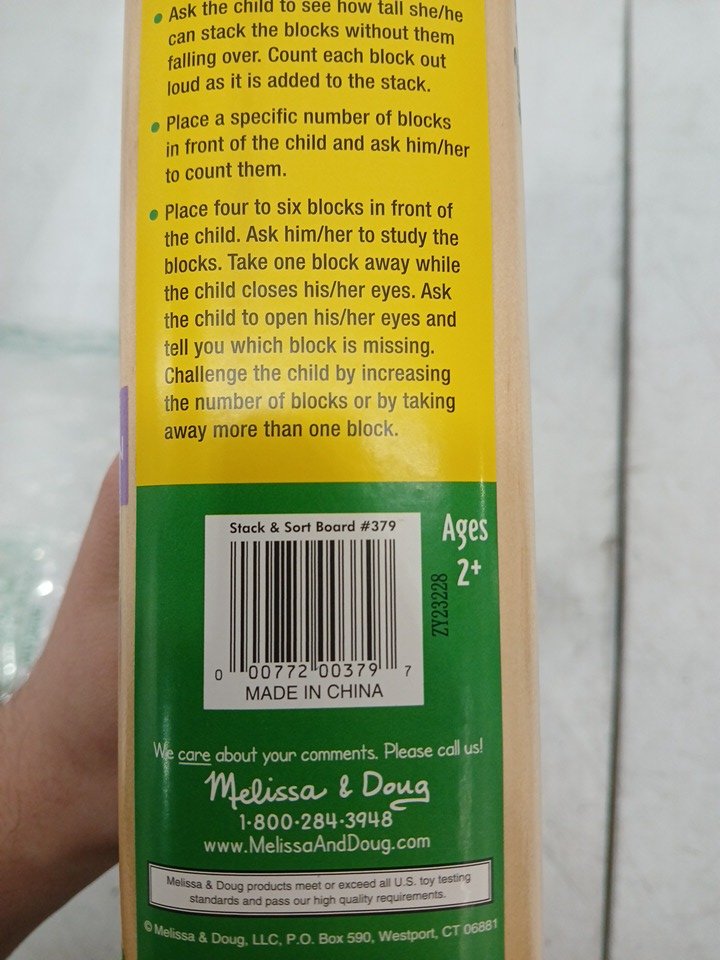 • Ask the child to see how tall she/he
can stack the blocks without them
falling over. Count each block out
loud as it is added to the stack.
• Place a specific number of blocks
in front of the child and ask him/her
to count them.
• Place four to six blocks in front of
the child. Ask him/her to study the
blocks. Take one block away while
the child closes his/her eyes. Ask
the child to open his/her eyes and
tell you which block is missing.
Challenge the child by increasing
the number of blocks or by taking
away more than one block.
Stack & Sort Board #379
Ages
2+
ZY23228
0 00772 00379 7
MADE IN CHINA
We care about your comments. Please call us!
Melissa & Doug
1-800-284-3948
www.MelissaAndDoug.com
Melissa & Doug products meet or exceed all U.S. toy testing
standards and pass our high quality requirements.
© Melissa & Doug, LLC, P.O. Box 590, Westport, CT 06881